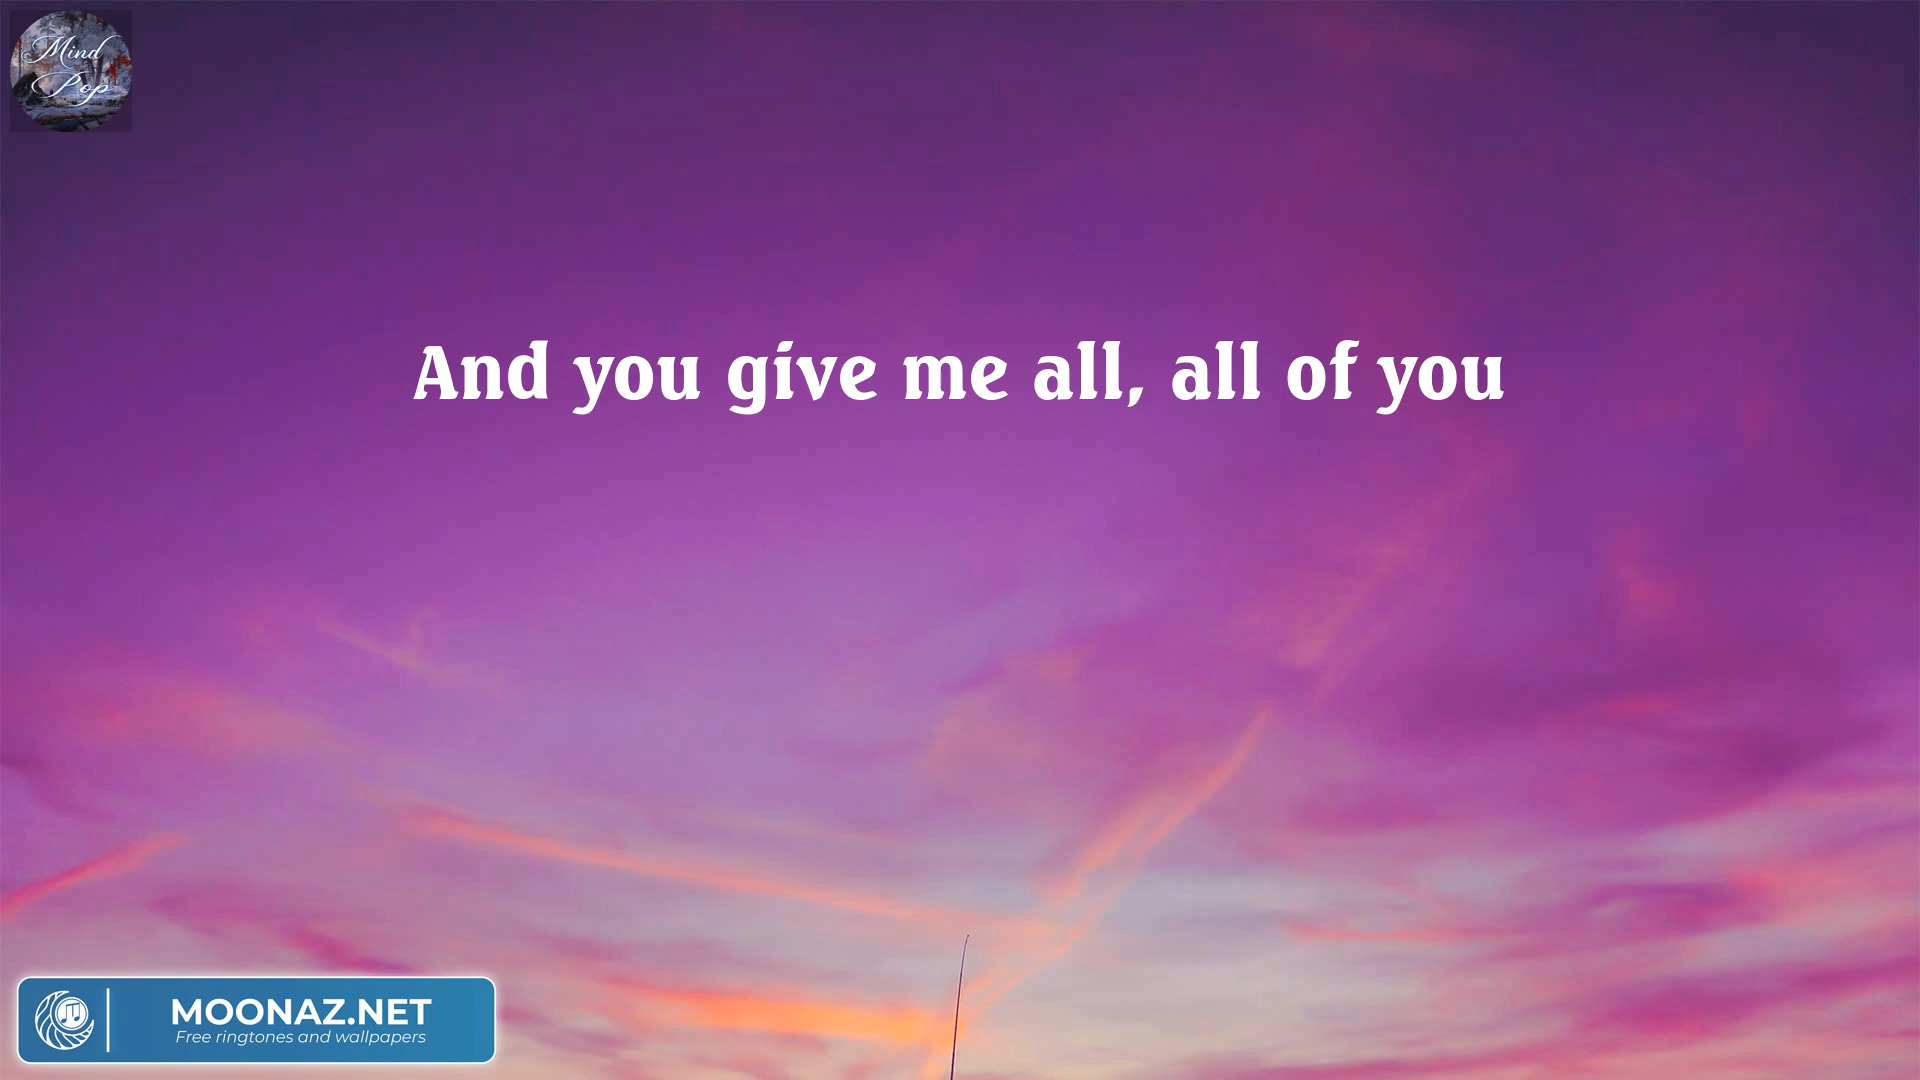 Mind
Pop
And you give me all, all of you
MOONAZ.NET
Free ringtones and wallpapers